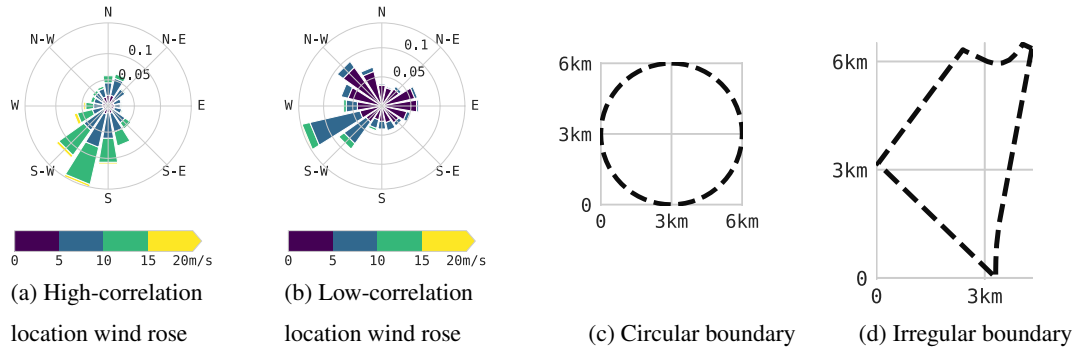 N
N-W
N-E
0.1
0.05
W
E
S-W
S-E
S
0 5 10 15 20m/s
(a) High-correlation
location wind rose
N
N-W
N-E
0.1
0.05
W
E
S-W
S-E
S
0 5 10 15 20m/s
(b) Low-correlation
location wind rose
6km
3km
0
0 3km 6km
(c) Circular boundary
6km
3km
0
0 3km
(d) Irregular boundary